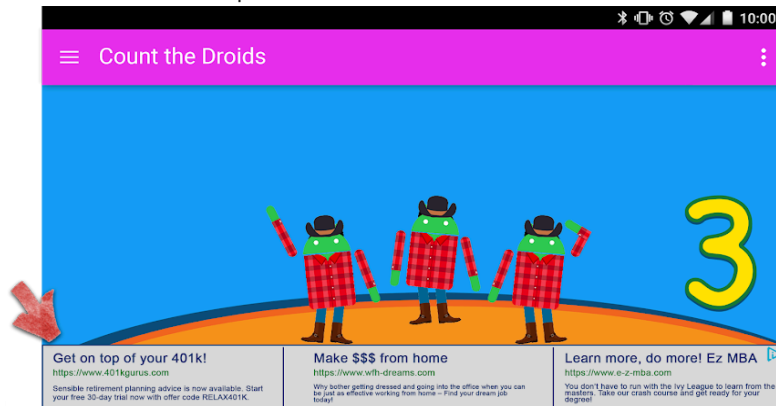 10:00
Count the Droids
3
Get on top of your 401k!
https://www.401kgurus.com
Sensible retirement planning advice is now available. Start
your free 30-day trial now with offer code RELAX401K.
Make $$$ from home
https://www.wfh-dreams.com
Why bother getting dressed and going into the office when you can
be just as effective working from home – Find your dream job
today!
Learn more, do more! Ez MBA
https://www.e-z-mba.com
You don't have to run with the Ivy League to learn from the
masters. Take our crash course and get ready for your
degree!